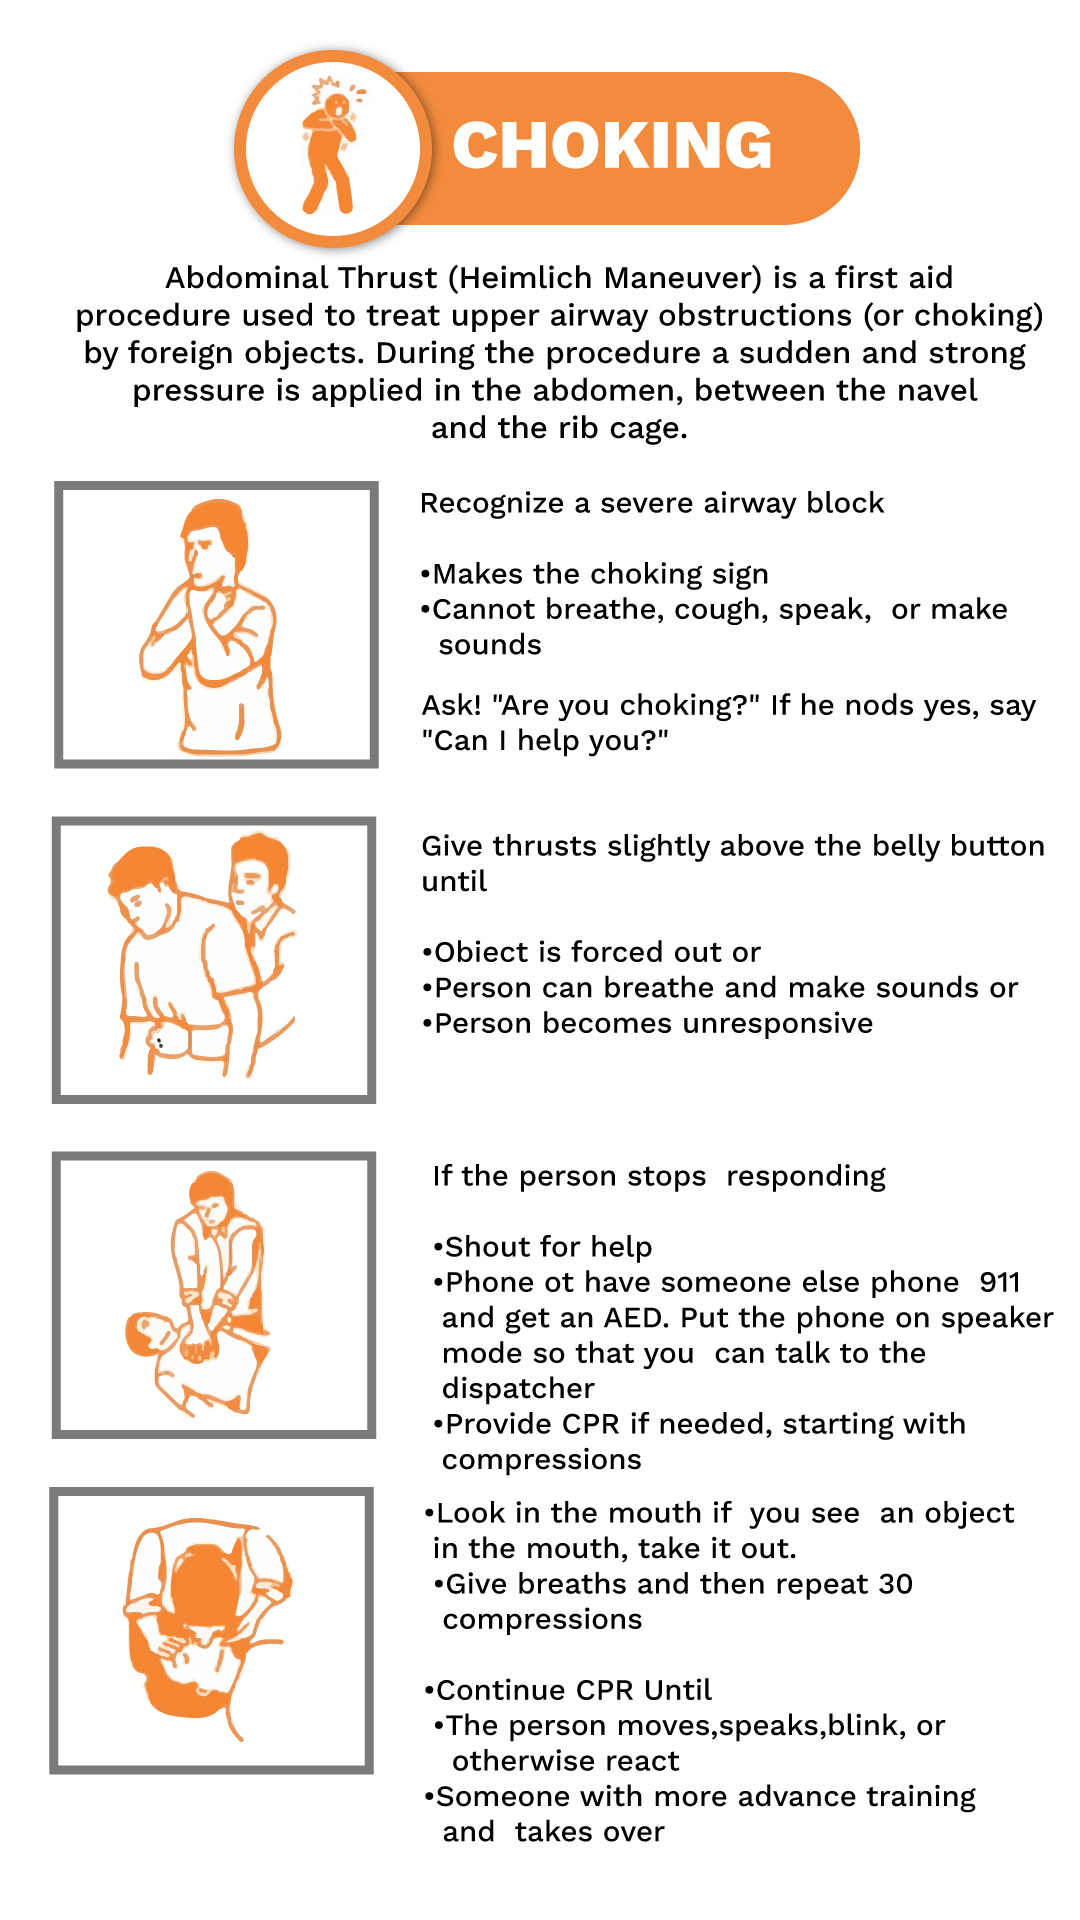 CHOKING
Abdominal Thrust (Heimlich Maneuver) is a first aid
procedure used to treat upper airway obstructions (or choking)
by foreign objects. During the procedure a sudden and strong
pressure is applied in the abdomen, between the navel
and the rib cage.
Recognize a severe airway block
•Makes the choking sign
•Cannot breathe, cough, speak, or make
sounds
Ask! "Are you choking?" If he nods yes, say
"Can I help you?"
Give thrusts slightly above the belly button
until
•Obiect is forced out or
•Person can breathe and make sounds or
•Person becomes unresponsive
If the person stops responding
•Shout for help
•Phone ot have someone else phone 911
and get an AED. Put the phone on speaker
mode so that you can talk to the
dispatcher
•Provide CPR if needed, starting with
compressions
•Look in the mouth if you see an object
in the mouth, take it out.
•Give breaths and then repeat 30
compressions
•Continue CPR Until
•The person moves,speaks,blink, or
otherwise react
•Someone with more advance training
and takes over